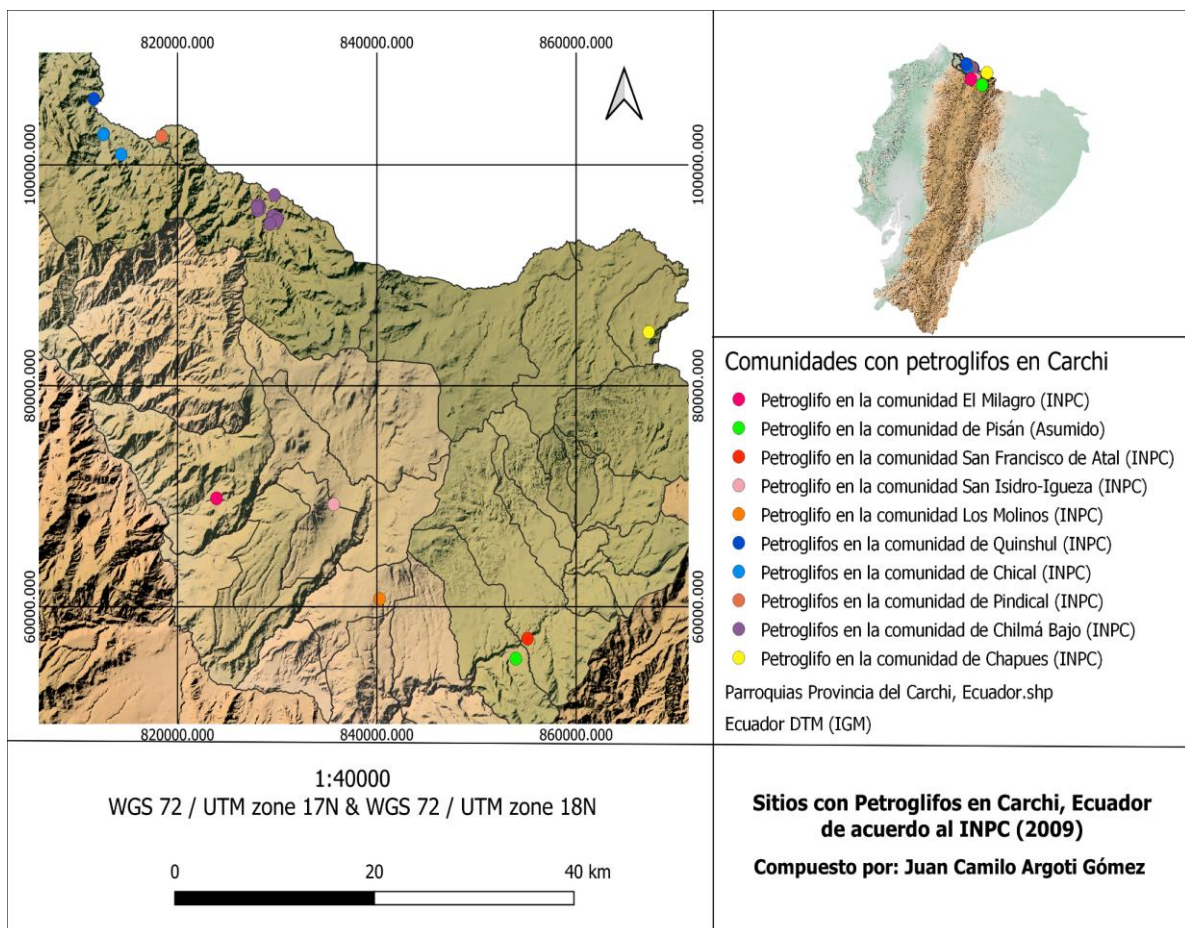 820000.000
840000.000
860000.000
100000.000
100000.000
80000.000
80000.000
60000.000
60000.000
820000.000
840000.000
860000.000
Comunidades con petroglifos en Carchi
Petroglifo en la comunidad El Milagro (INPC)
Petroglifo en la comunidad de Pisán (Asumido)
Petroglifo en la comunidad San Francisco de Atal (INPC)
Petroglifo en la comunidad San Isidro-Igueza (INPC)
Petroglifo en la comunidad Los Molinos (INPC)
Petroglifos en la comunidad de Quinshul (INPC)
Petroglifos en la comunidad de Chical (INPC)
Petroglifos en la comunidad de Pindical (INPC)
Petroglifos en la comunidad de Chilmá Bajo (INPC)
Petroglifo en la comunidad de Chapues (INPC)
Parroquias Provincia del Carchi, Ecuador.shp
Ecuador DTM (IGM)
1:40000
WGS 72 / UTM zone 17N & WGS 72 / UTM zone 18N
0 20 40 km
Sitios con Petroglifos en Carchi, Ecuador
de acuerdo al INPC (2009)
Compuesto por: Juan Camilo Argoti Gómez